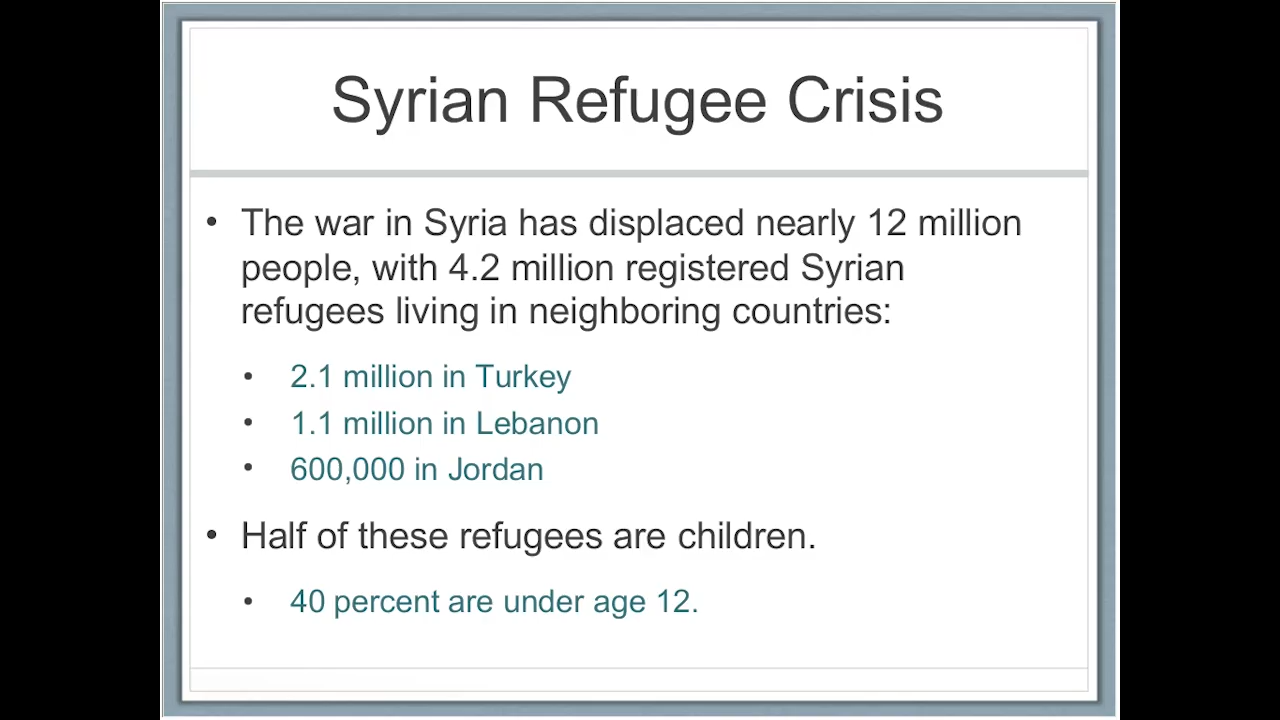 Syrian Refugee Crisis
• The war in Syria has displaced nearly 12 million
people, with 4.2 million registered Syrian
refugees living in neighboring countries:
• 2.1 million in Turkey
• 1.1 million in Lebanon
• 600,000 in Jordan
• Half of these refugees are children.
• 40 percent are under age 12.